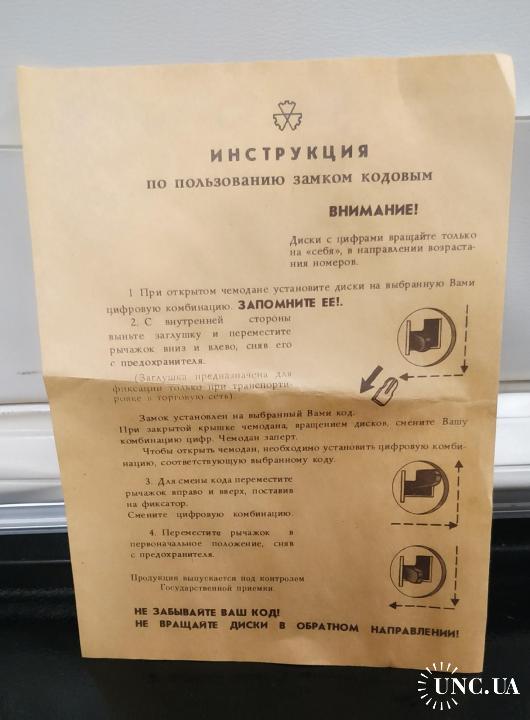 ИНСТРУКЦИЯ
ПО ПОЛЬЗОВАНИЮ ЗАМКОМ КОДОВЫМ
ВНИМАНИЕ!
Диски с цифрами вращайте только
на «себя», в направлении возраста-
ния номеров.
1 При открытом чемодане установите диски на выбранную Вами
цифровую комбинацию. ЗАПОМНИТЕ ЕЕ!.
2. С внутренней стороны
выньте заглушку и переместите
рычажок вниз и влево, сняв его
с предохранителя.
(Заглушка предназначена для
фиксации только при транспорти-
ровке в торговую сеть).
Замок установлен на выбранный Вами код.
При закрытой крышке чемодана, вращением дисков, смените Вашу
комбинацию цифр. Чемодан заперт.
Чтобы открыть чемодан, необходимо установить цифровую комби-
нацию, соответствующую выбранному коду.
3. Для смены кода переместите
рычажок вправо и вверх, поставив
на фиксатор.
Смените цифровую комбинацию.
4. Переместите рычажок в
первоначальное положение, сняв
с предохранителя.
Продукция выпускается под контролем
Государственной приемки.
НЕ ЗАБЫВАЙТЕ ВАШ КОД!
НЕ ВРАЩАЙТЕ ДИСКИ В ОБРАТНОМ НАПРАВЛЕНИИ!
UNC.UA